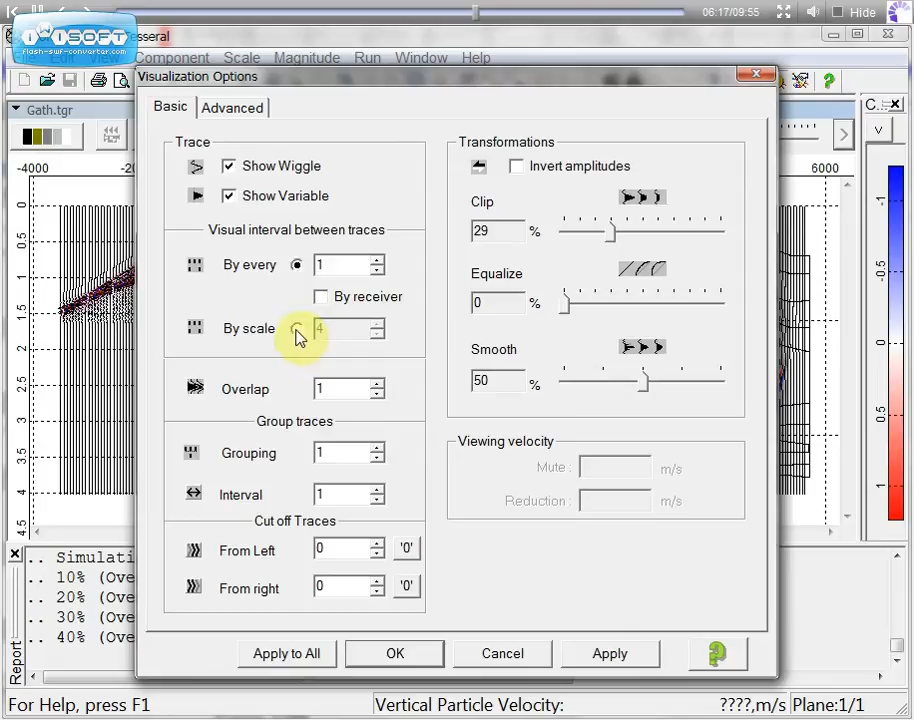 06:17/09:55
Hide
iWiSOFT
flash-swf-converter.com
esseral
File Edit View Component Scale Magnitude Run Window Help
Visualization Options
Gath.tgr
C...
Basic
Advanced
-4000
-20
6000
Trace
Show Wiggle
Show Variable
Visual interval between traces
By every
1
By receiver
By scale
4
Overlap
1
Group traces
Grouping
1
Interval
1
Cut off Traces
From Left
0
'0'
From right
0
'0'
Transformations
Invert amplitudes
Clip
29
%
Equalize
0
%
Smooth
50
%
Viewing velocity
Mute :
m/s
Reduction :
m/s
Apply to All
OK
Cancel
Apply
0
0.5
1.5
2
2.5
3.5
4
4.5
-1
-0.5
0
0.5
1
Report
.. Simulati
.. 10% (Ove
.. 20% (Ove
.. 30% (Ove
.. 40% (Ove
For Help, press F1
Vertical Particle Velocity:
????,m/s
Plane:1/1